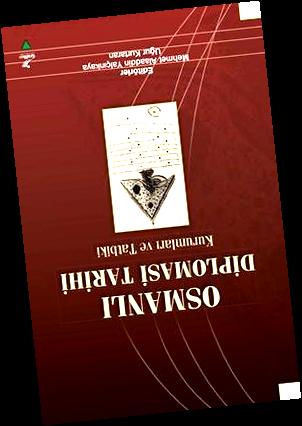 OSMANLI
DİPLOMASİ TARİHİ
Kurumları ve Tatbiki
Editörler
Mehmet Alaaddin Yalçınkaya
Uğur Kurtaran